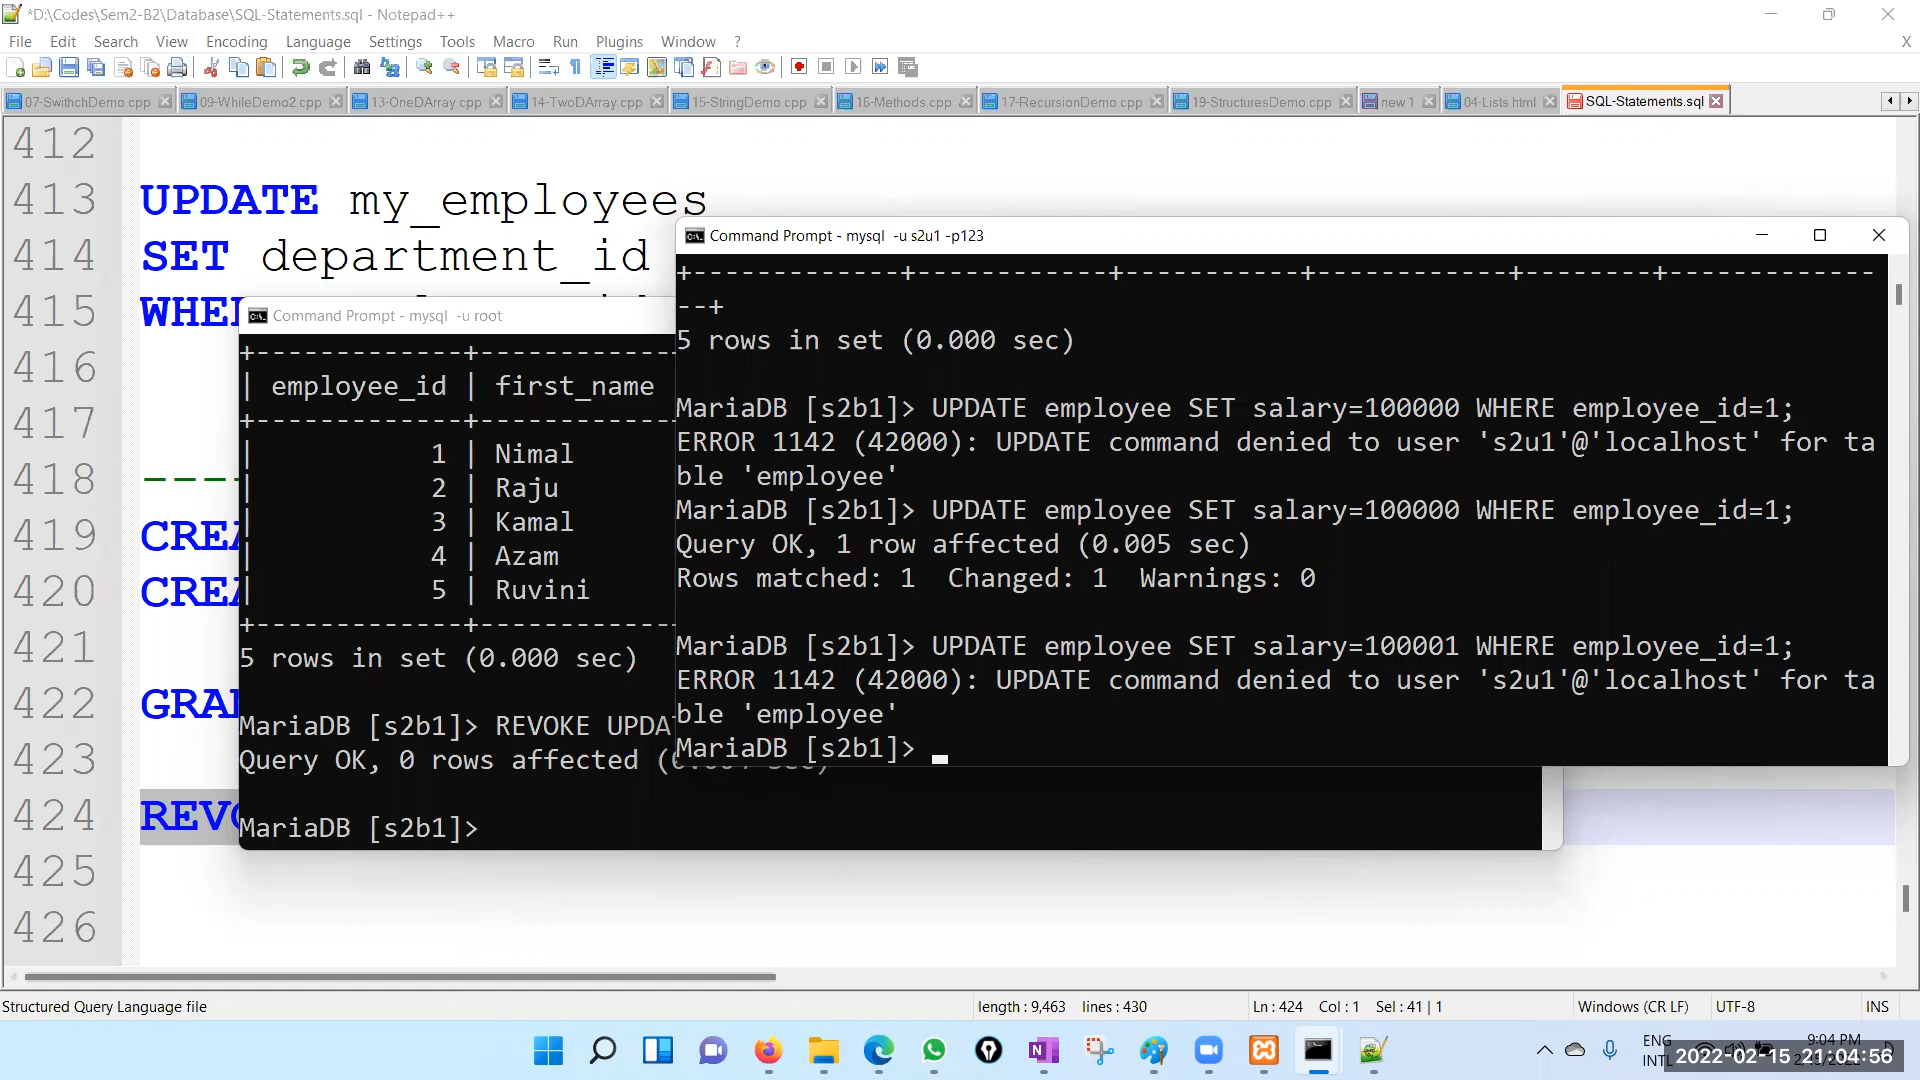 *D:\Codes\Sem2-B2\Database\SQL-Statements.sql - Notepad++
File Edit Search View Encoding Language Settings Tools Macro Run Plugins Window ? X
07-SwithchDemo.cpp 09-WhileDemo2.cpp 13-OneDArray.cpp 14-TwoDArray.cpp 15-StringDemo.cpp 16-Methods.cpp 17-RecursionDemo.cpp 19-StructuresDemo.cpp new 1 04-Lists html SQL-Statements.sql
412
413 UPDATE my_employees
414 SET department_id
415 WHE
416
417
418 ----
419 CREA
420 CREA
421
422 GRA
423
424 REVO
425
426
Command Prompt - mysql -u root
+-------------+-------------
| employee_id | first_name
+-------------+-------------
| 1 | Nimal
| 2 | Raju
| 3 | Kamal
| 4 | Azam
| 5 | Ruvini
+-------------+-------------
5 rows in set (0.000 sec)
MariaDB [s2b1]> REVOKE UPDA
Query OK, 0 rows affected
MariaDB [s2b1]>
Command Prompt - mysql -u s2u1 -p123
+-------------+------------+-----------+------------+--------+-------------
--+
5 rows in set (0.000 sec)
MariaDB [s2b1]> UPDATE employee SET salary=100000 WHERE employee_id=1;
ERROR 1142 (42000): UPDATE command denied to user 's2u1'@'localhost' for ta
ble 'employee'
MariaDB [s2b1]> UPDATE employee SET salary=100000 WHERE employee_id=1;
Query OK, 1 row affected (0.005 sec)
Rows matched: 1 Changed: 1 Warnings: 0
MariaDB [s2b1]> UPDATE employee SET salary=100001 WHERE employee_id=1;
ERROR 1142 (42000): UPDATE command denied to user 's2u1'@'localhost' for ta
ble 'employee'
MariaDB [s2b1]>
Structured Query Language file length : 9,463 lines : 430 Ln : 424 Col : 1 Sel : 41 | 1 Windows (CR LF) UTF-8 INS
ENG
INTL
9:04 PM
2022-02-15 21:04:56